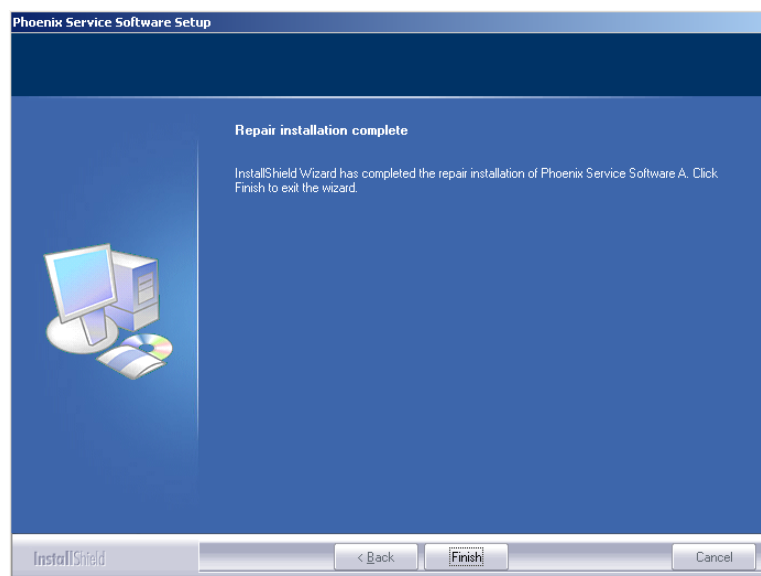 Phoenix Service Software Setup
Repair installation complete
InstallShield Wizard has completed the repair installation of Phoenix Service Software A. Click
Finish to exit the wizard.
InstallShield
< Back
Finish
Cancel